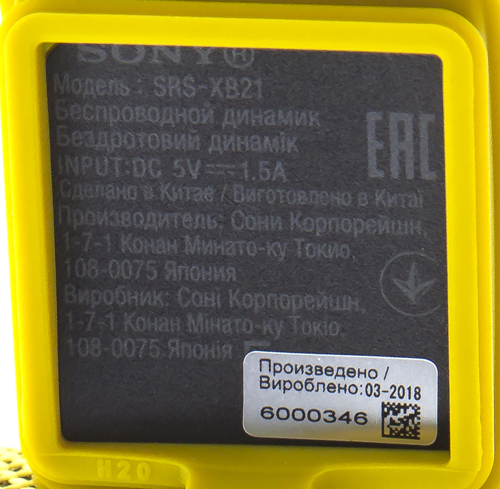 SONY®
Модель: SRS-XB21
Беспроводной динамик
Бездротовий динамік
INPUT:DC 5V⎓1.5A
EAC
Сделано в Китае / Виготовлено в Китаї
Производитель: Сони Корпорейшн,
1-7-1 Конан Минато-ку Токио,
108-0075 Япония
Виробник: Соні Корпорейшн,
1-7-1 Конан Мінато-ку Токіо,
108-0075 Японія
Произведено /
Вироблено:03-2018
6000346
H2O